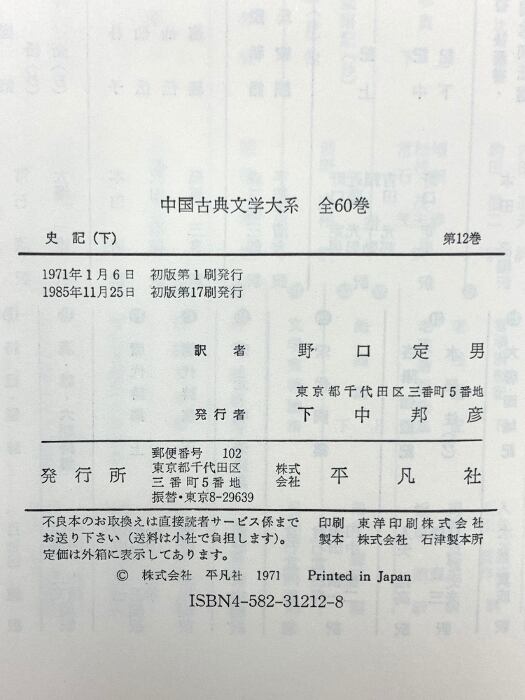 中国古典文学大系　全60巻
史記(下)　第12巻
1971年1月6日　初版第1刷発行
1985年11月25日　初版第17刷発行
訳者　野口定男
東京都千代田区三番町5番地
発行者　下中邦彦
発行所　郵便番号　102
東京都千代田区
三番町5番地
振替・東京8-29639
株式会社　平凡社
不良本のお取換えは直接読者サービス係まで
お送り下さい（送料は小社で負担します）。
定価は外箱に表示してあります。
印刷　東洋印刷株式会社
製本　株式会社　石津製本所
©　株式会社　平凡社　1971　Printed in Japan
ISBN4-582-31212-8